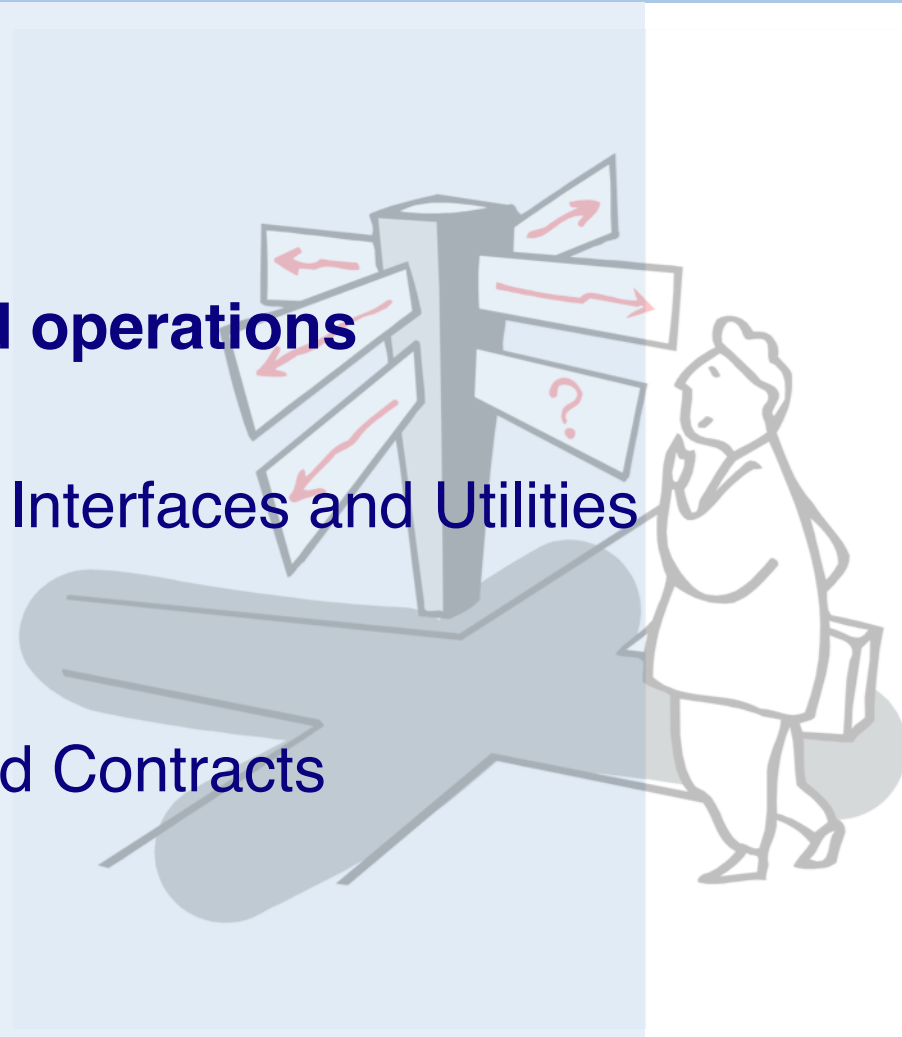 l operations
Interfaces and Utilities
d Contracts
?